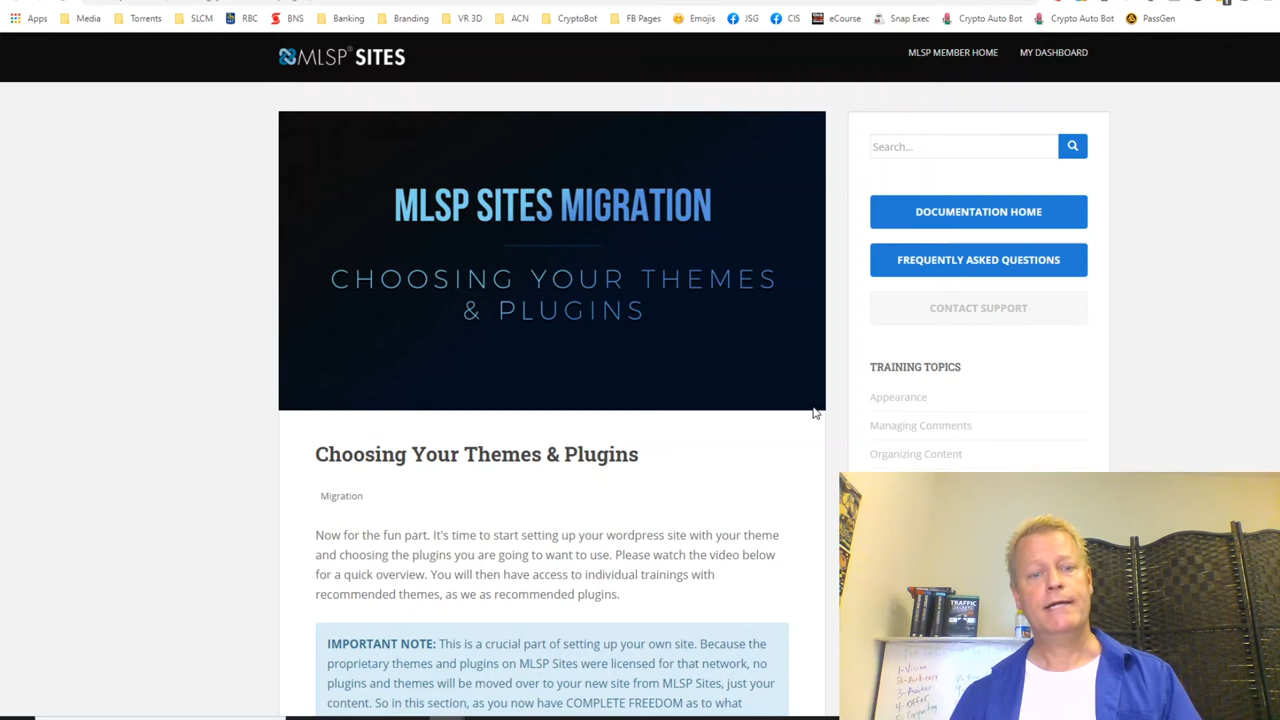 Apps Media Torrents SLCM RBC BNS Banking Branding VR 3D ACN CryptoBot FB Pages Emojis JSG CIS eCourse Snap Exec Crypto Auto Bot Crypto Auto Bot PassGen
MLSP® SITES
MLSP MEMBER HOME MY DASHBOARD
MLSP SITES MIGRATION
CHOOSING YOUR THEMES
& PLUGINS
Search...
DOCUMENTATION HOME
FREQUENTLY ASKED QUESTIONS
CONTACT SUPPORT
TRAINING TOPICS
Appearance
Managing Comments
Organizing Content
Choosing Your Themes & Plugins
Migration
Now for the fun part. It's time to start setting up your wordpress site with your theme
and choosing the plugins you are going to want to use. Please watch the video below
for a quick overview. You will then have access to individual trainings with
recommended themes, as we as recommended plugins.
IMPORTANT NOTE: This is a crucial part of setting up your own site. Because the
proprietary themes and plugins on MLSP Sites were licensed for that network, no
plugins and themes will be moved over to your new site from MLSP Sites, just your
content. So in this section, as you now have COMPLETE FREEDOM as to what
TRAFFIC
SECRETS
1-Vision
2-Audience
3-Avatar
4-Offer